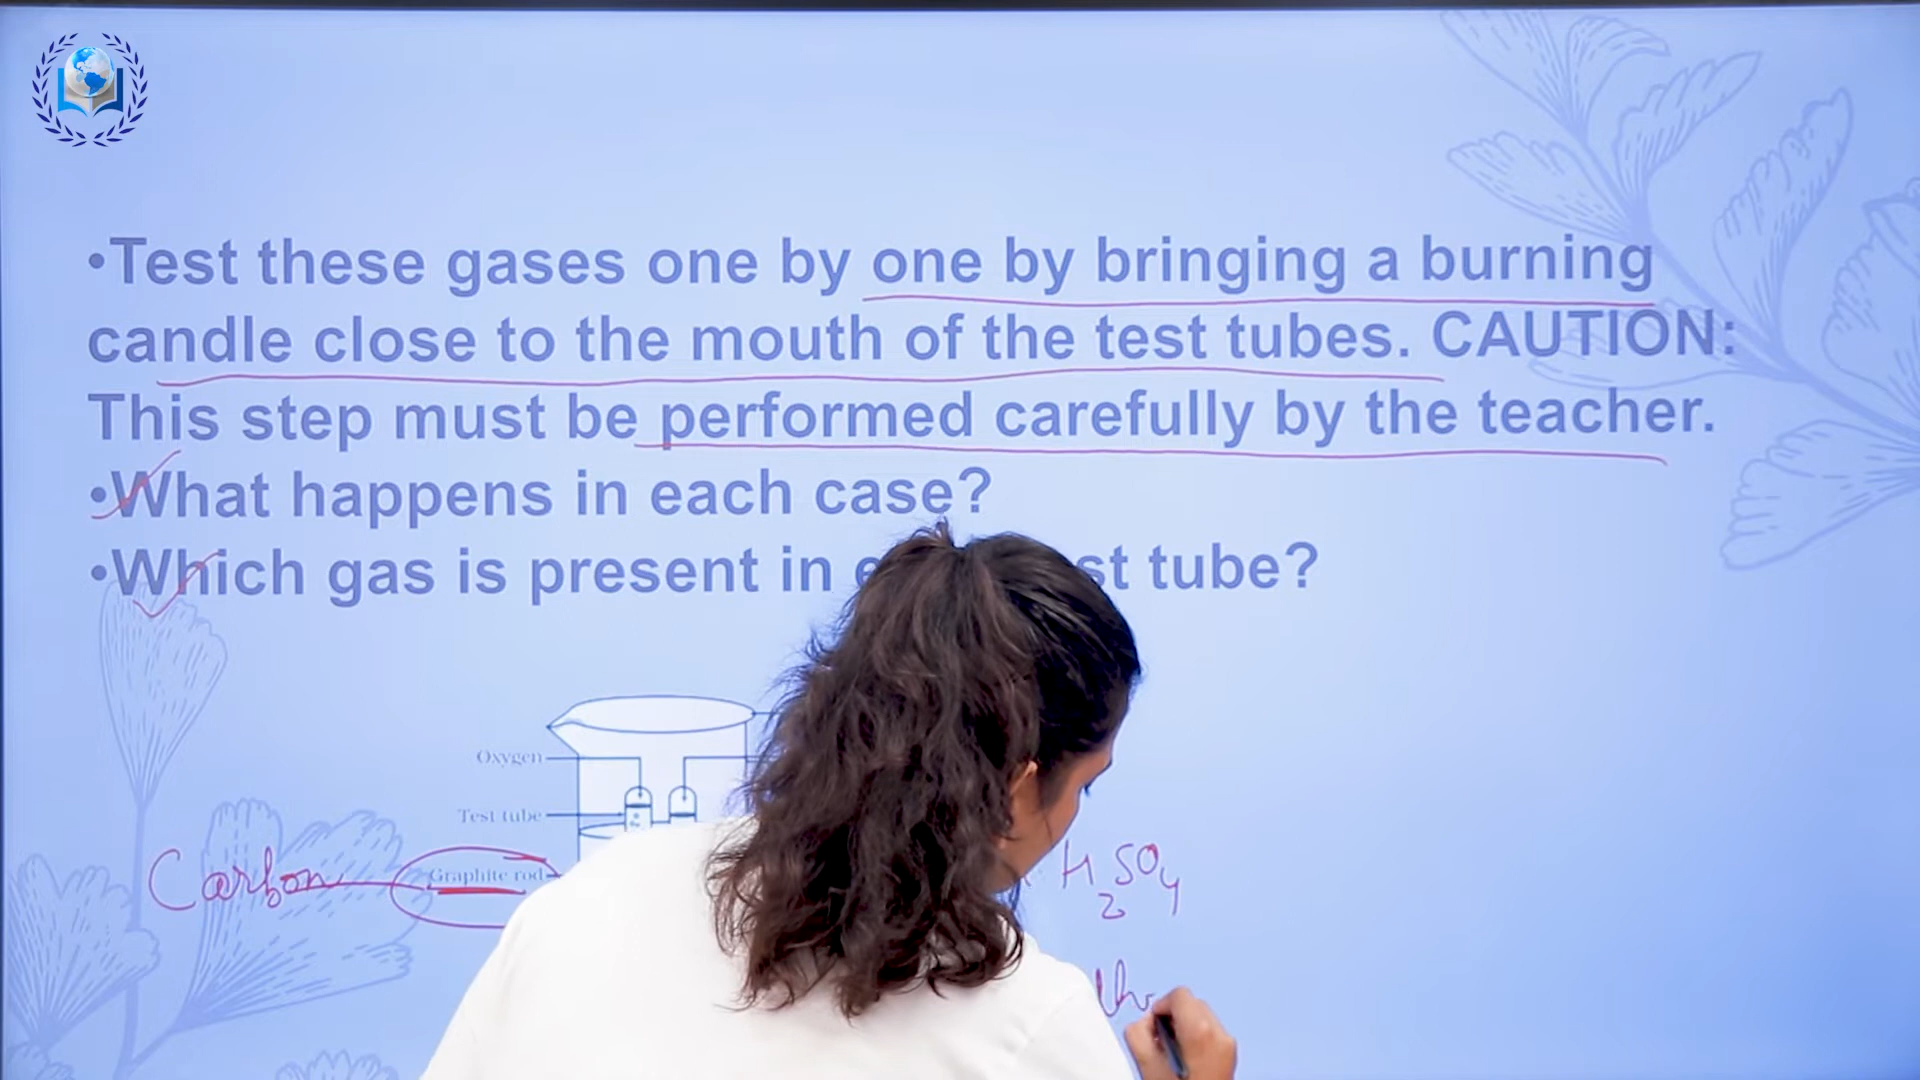 •Test these gases one by one by bringing a burning
candle close to the mouth of the test tubes. CAUTION:
This step must be performed carefully by the teacher.
•What happens in each case?
•Which gas is present in st tube?
Oxygen
Test tube
Carbon Graphite rod H2SO4